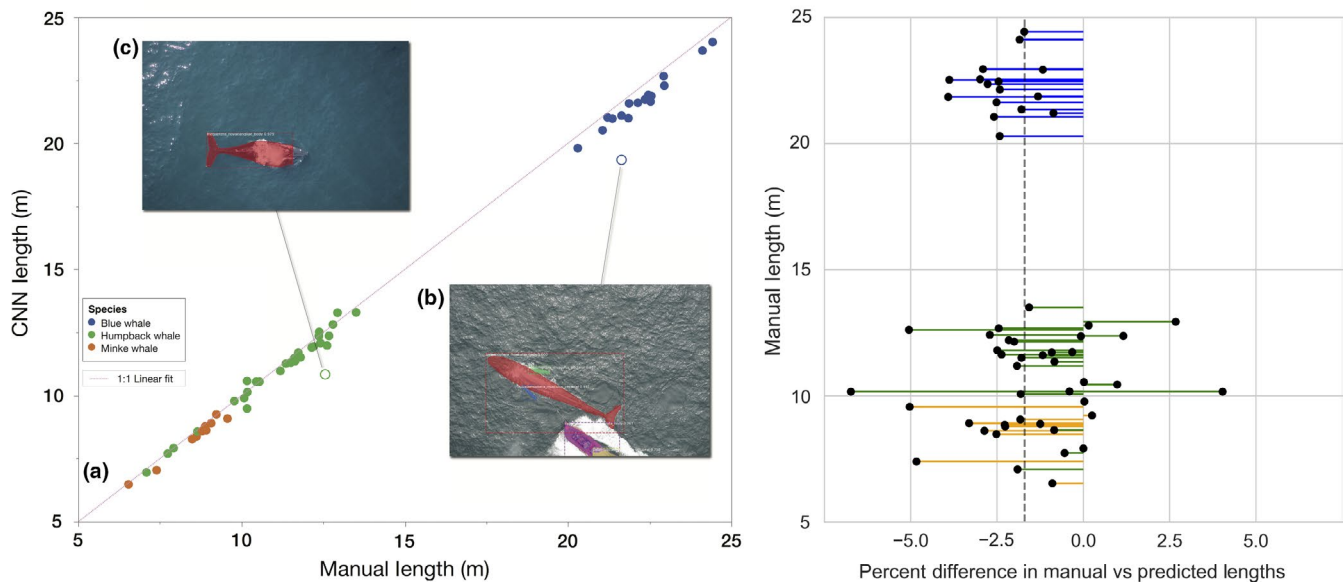 25
20
15
10
5
5
10
15
20
25
CNN length (m)
Manual length (m)
(c)
(b)
(a)
Species
Blue whale
Humpback whale
Minke whale
1:1 Linear fit
25
20
15
10
5
−5.0
−2.5
0.0
2.5
5.0
Manual length (m)
Percent difference in manual vs predicted lengths